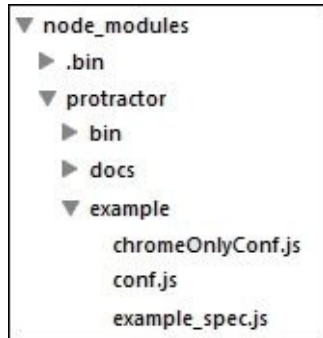 node_modules
.bin
protractor
bin
docs
example
chromeOnlyConf.js
conf.js
example_spec.js